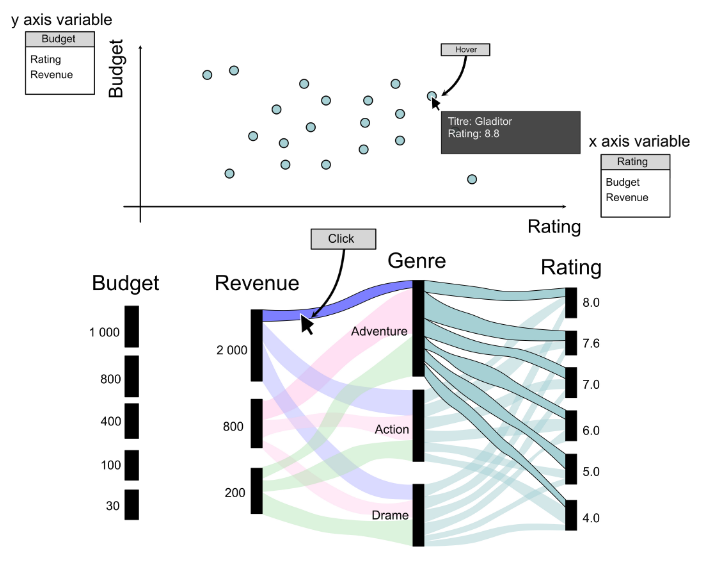 y axis variable
Budget
Rating
Revenue
Budget
Hover
Titre: Gladitor
Rating: 8.8
x axis variable
Rating
Budget
Revenue
Rating
Click
Budget
Revenue
Genre
Rating
1 000
800
400
100
30
2 000
800
200
Adventure
Action
Drame
8.0
7.6
7.0
6.0
5.0
4.0